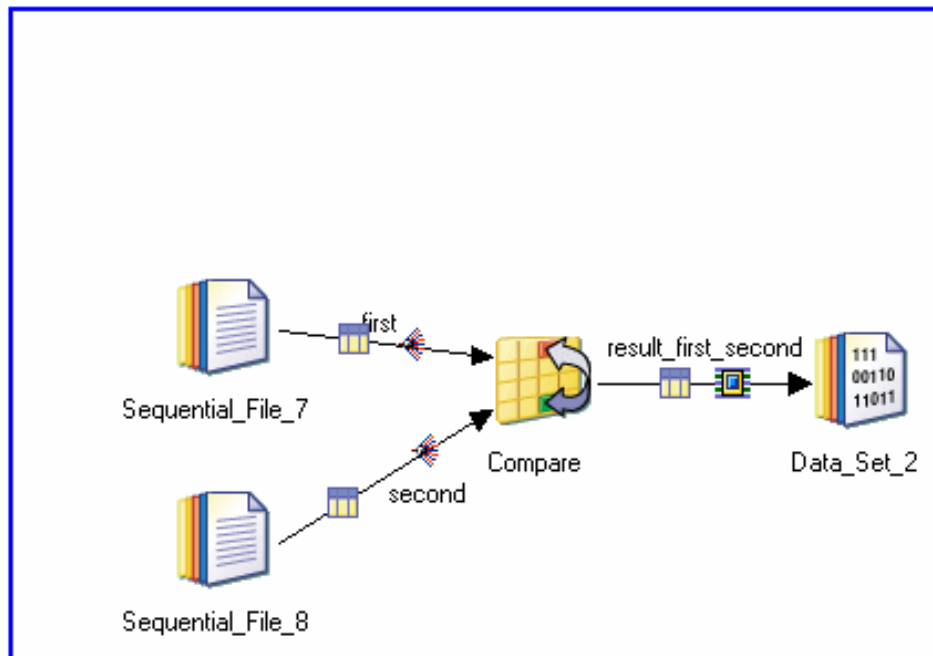 first
Sequential_File_7
result_first_second
111
00110
11011
Compare
Data_Set_2
second
Sequential_File_8